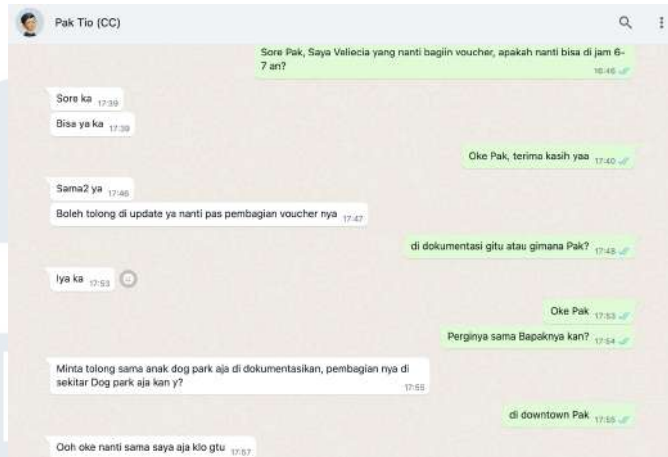 Pak Tio (CC)
Sore Pak, Saya Veliecia yang nanti bagiin voucher, apakah nanti bisa di jam 6-
7 an?
16:46
Sore ka 17:39
Bisa ya ka 17:39
Oke Pak, terima kasih yaa 17:40
Sama2 ya 17:46
Boleh tolong di update ya nanti pas pembagian voucher nya 17:47
di dokumentasi gitu atau gimana Pak? 17:48
Iya ka 17:53
Oke Pak 17:53
Perginya sama Bapaknya kan? 17:54
Minta tolong sama anak dog park aja di dokumentasikan, pembagian nya di
sekitar Dog park aja kan y?
17:55
di downtown Pak 17:55
Ooh oke nanti sama saya aja klo gtu 17:57